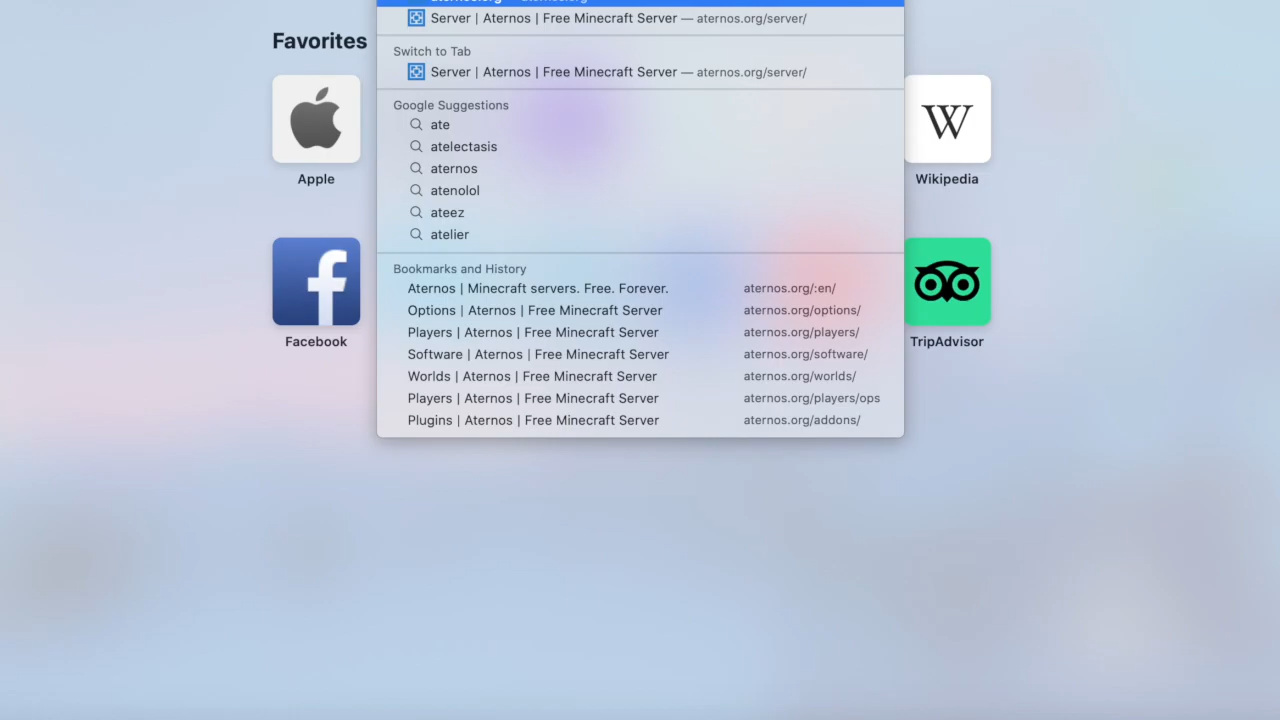 aternos.org — aternos.org
Server | Aternos | Free Minecraft Server — aternos.org/server/
Favorites
Switch to Tab
Server | Aternos | Free Minecraft Server — aternos.org/server/
Google Suggestions
ate
atelectasis
aternos
atenolol
ateez
atelier
Apple
W
Wikipedia
Bookmarks and History
Aternos | Minecraft servers. Free. Forever. aternos.org/:en/
Options | Aternos | Free Minecraft Server aternos.org/options/
Players | Aternos | Free Minecraft Server aternos.org/players/
Software | Aternos | Free Minecraft Server aternos.org/software/
Worlds | Aternos | Free Minecraft Server aternos.org/worlds/
Players | Aternos | Free Minecraft Server aternos.org/players/ops
Plugins | Aternos | Free Minecraft Server aternos.org/addons/
f
Facebook
TripAdvisor